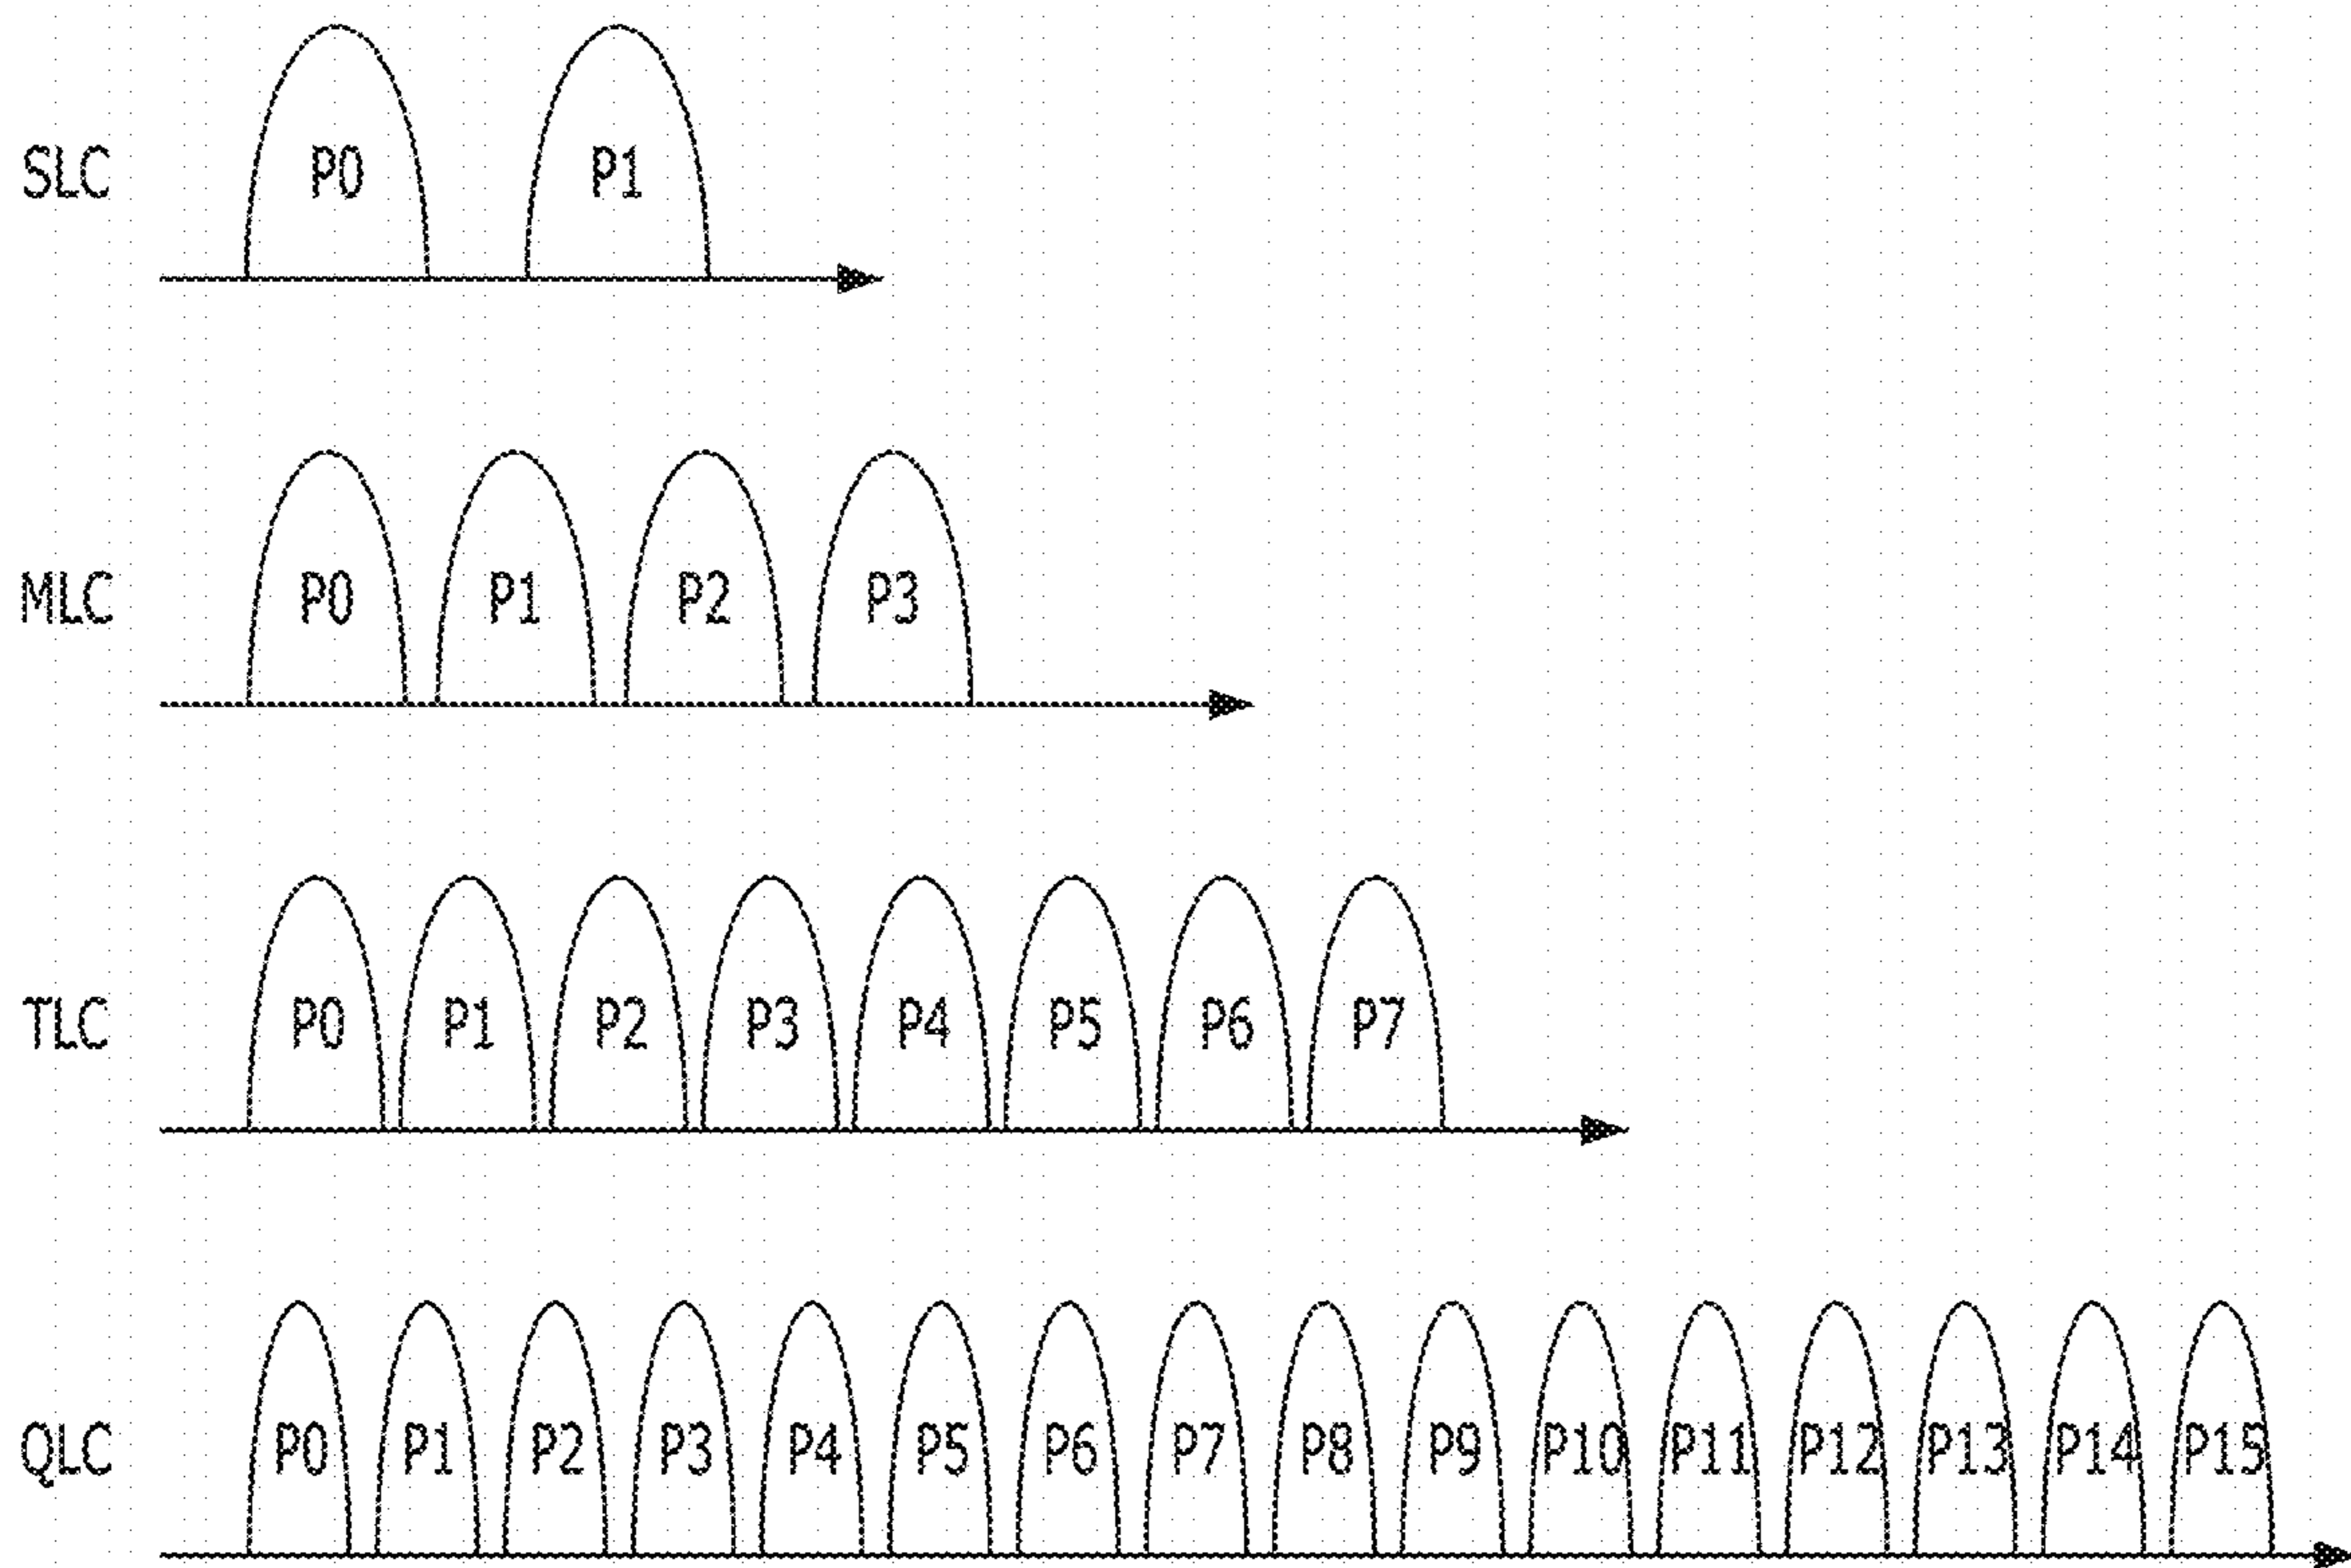 SLC P0 P1
MLC P0 P1 P2 P3
TLC P0 P1 P2 P3 P4 P5 P6 P7
QLC P0 P1 P2 P3 P4 P5 P6 P7 P8 P9 P10 P11 P12 P13 P14 P15